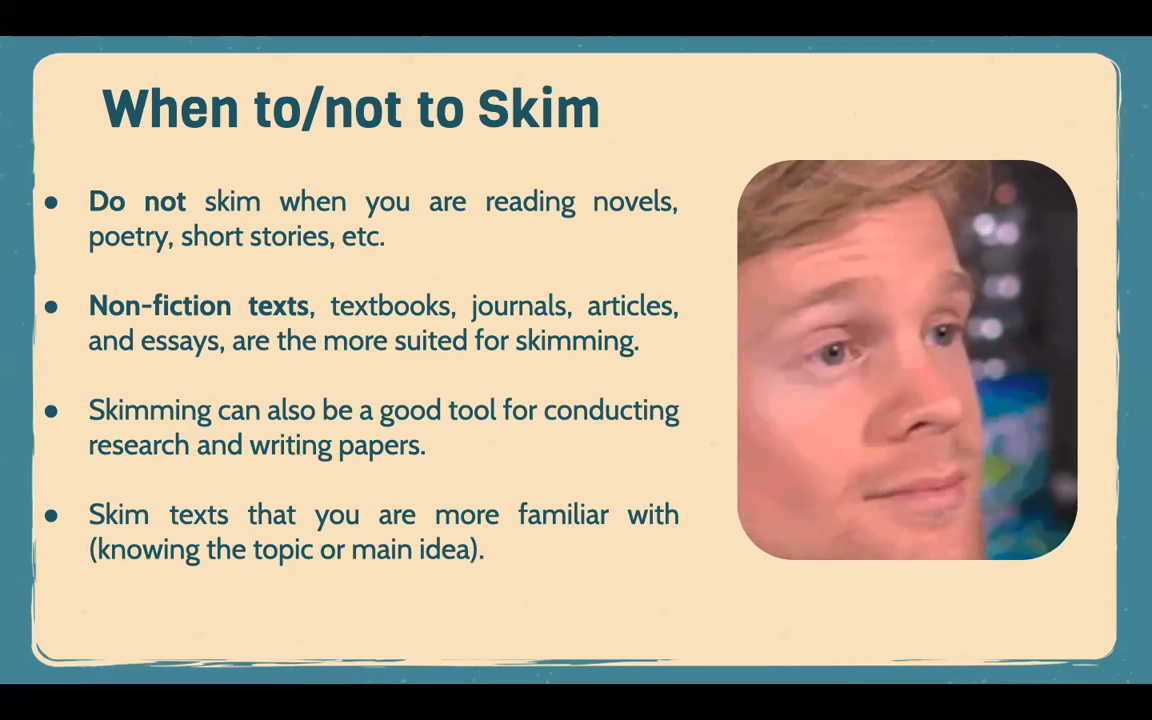 When to/not to Skim
● Do not skim when you are reading novels,
poetry, short stories, etc.
● Non-fiction texts, textbooks, journals, articles,
and essays, are the more suited for skimming.
● Skimming can also be a good tool for conducting
research and writing papers.
● Skim texts that you are more familiar with
(knowing the topic or main idea).